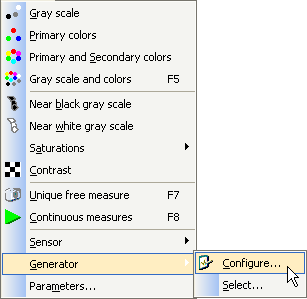 Gray scale
Primary colors
Primary and Secondary colors
Gray scale and colors F5
Near black gray scale
Near white gray scale
Saturations
Contrast
Unique free measure F7
Continuous measures F8
Sensor
Generator
Configure...
Parameters...
Select...